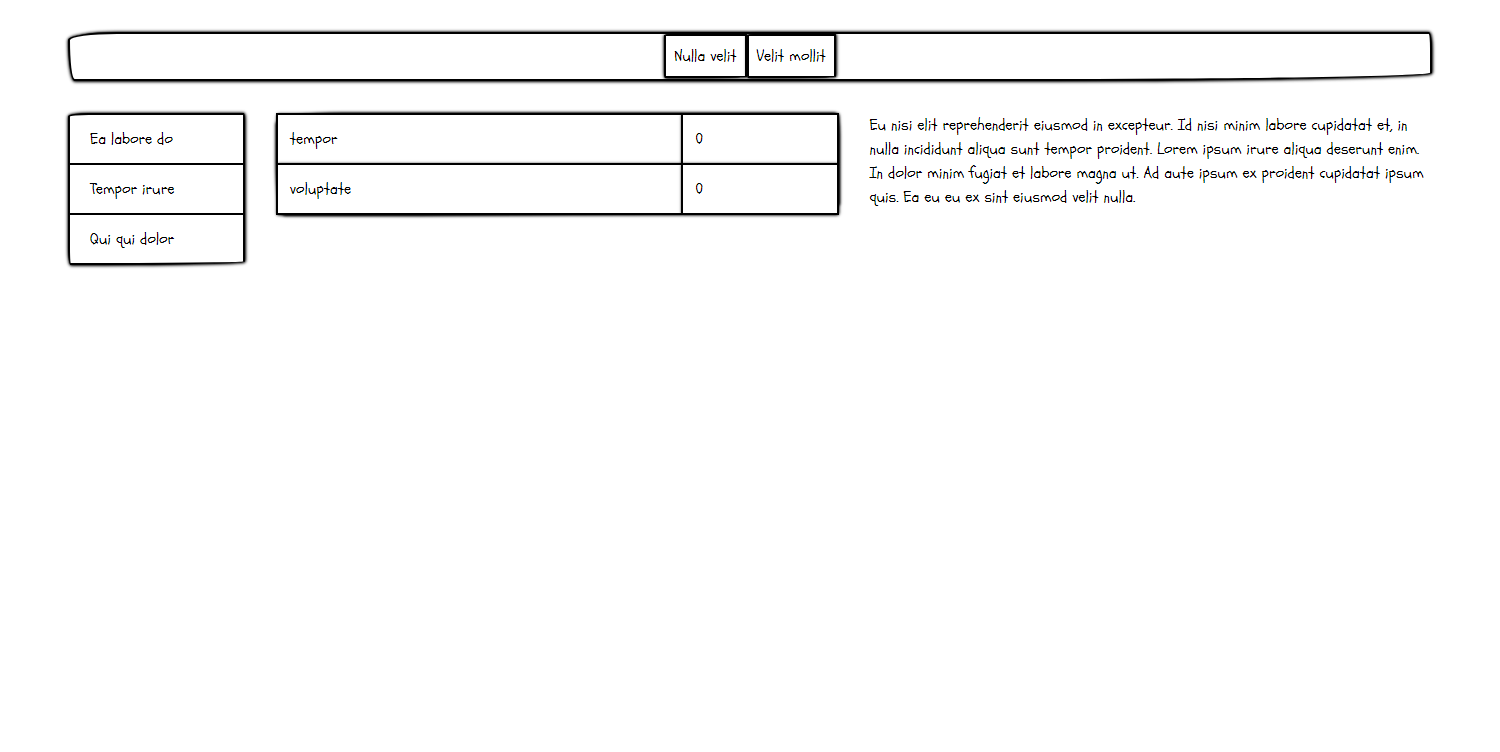 Nulla velit Velit mollit
Ea labore do
Tempor irure
Qui qui dolor
tempor 0
voluptate 0
Eu nisi elit reprehenderit eiusmod in excepteur. Id nisi minim labore cupidatat et, in
nulla incididunt aliqua sunt tempor proident. Lorem ipsum irure aliqua deserunt enim.
In dolor minim fugiat et labore magna ut. Ad aute ipsum ex proident cupidatat ipsum
quis. Ea eu eu ex sint eiusmod velit nulla.